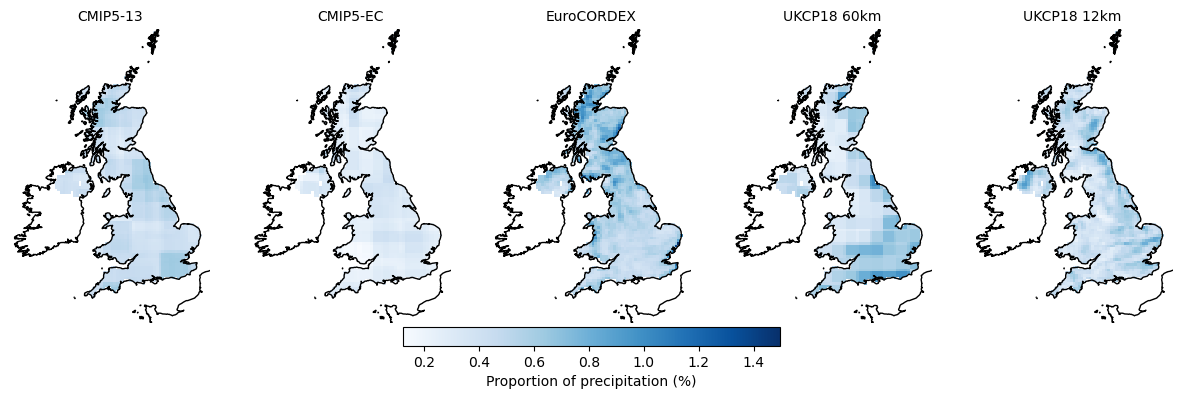 CMIP5-13 CMIP5-EC EuroCORDEX UKCP18 60km UKCP18 12km
0.2 0.4 0.6 0.8 1.0 1.2 1.4
Proportion of precipitation (%)